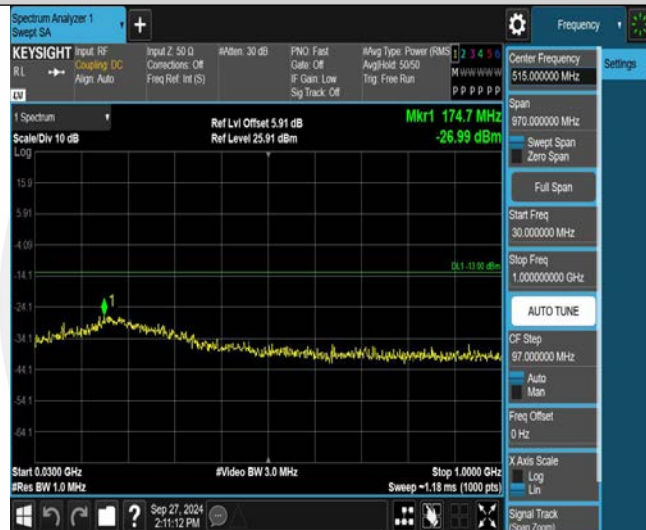 Spectrum Analyzer 1
Swept SA
+
Frequency
KEYSIGHT
RL
Input: RF
Coupling: DC
Align: Auto
Input Z: 50 Ω
Corrections: Off
Freq Ref: Int (S)
#Atten: 30 dB
PNO: Fast
Gate: Off
IF Gain: Low
Sig Track: Off
#Avg Type: Power (RMS
Avg|Hold: 50/50
Trig: Free Run
1 2 3 4 5 6
M W W W W W
P P P P P P
1 Spectrum
Scale/Div 10 dB
Log
Ref Lvl Offset 5.91 dB
Ref Level 25.91 dBm
Mkr1 174.7 MHz
-26.99 dBm
15.9
5.91
-4.09
-14.1
-24.1
-34.1
-44.1
-54.1
-64.1
DL1 -13.00 dBm
1
Start 0.0300 GHz
#Res BW 1.0 MHz
#Video BW 3.0 MHz
Stop 1.0000 GHz
Sweep ~1.18 ms (1000 pts)
Center Frequency
515.000000 MHz
Settings
Span
970.000000 MHz
Swept Span
Zero Span
Full Span
Start Freq
30.000000 MHz
Stop Freq
1.000000000 GHz
AUTO TUNE
CF Step
97.000000 MHz
Auto
Man
Freq Offset
0 Hz
X Axis Scale
Log
Lin
Signal Track
(Span Zoom)
?
Sep 27, 2024
2:11:12 PM